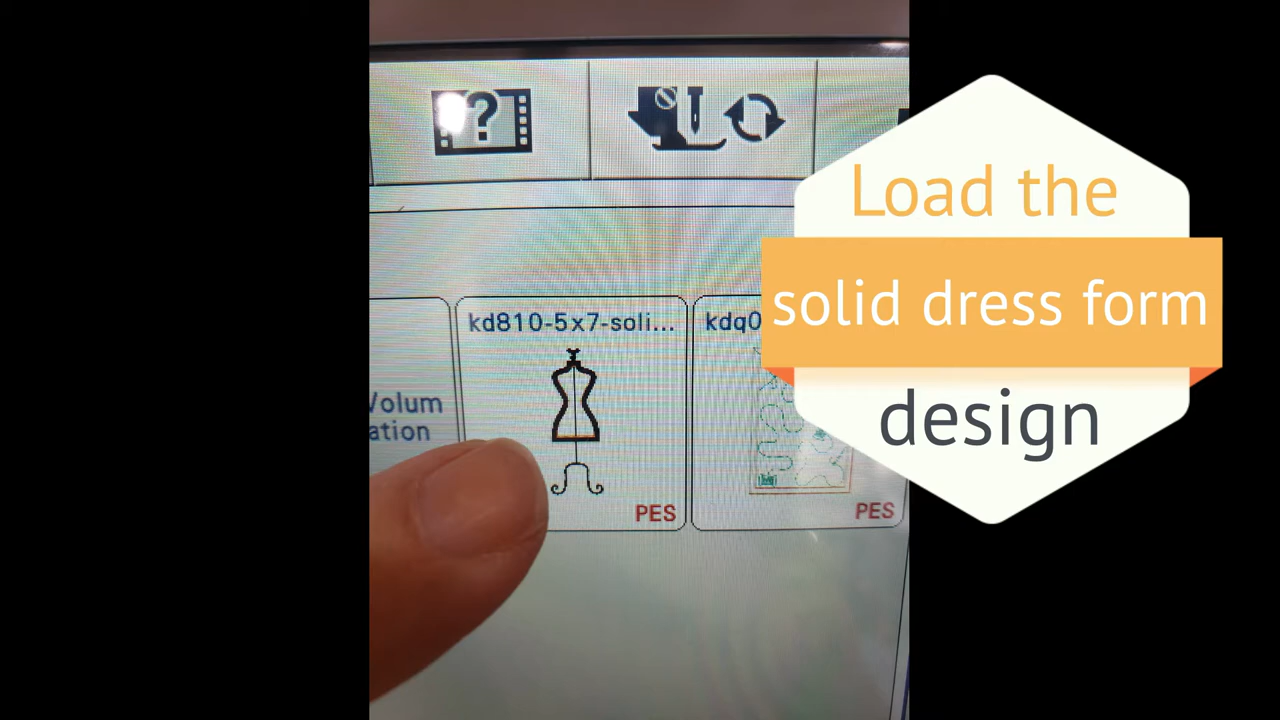 Load the
solid dress form
design
kd810-5x7-soli...
kdq0
Volum
ation
PES
PES
?